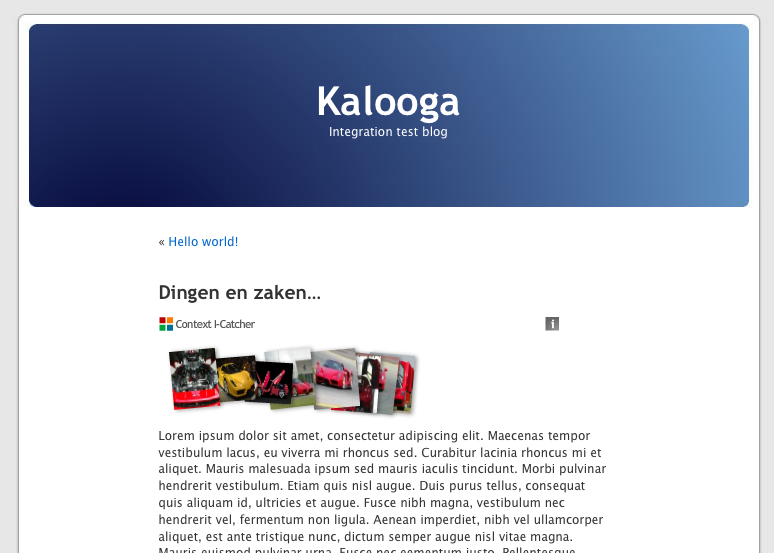 Kalooga
Integration test blog
« Hello world!
Dingen en zaken...
Context I-Catcher
i
Lorem ipsum dolor sit amet, consectetur adipiscing elit. Maecenas tempor
vestibulum lacus, eu viverra mi rhoncus sed. Curabitur lacinia rhoncus mi et
aliquet. Mauris malesuada ipsum sed mauris iaculis tincidunt. Morbi pulvinar
hendrerit vestibulum. Etiam quis nisl augue. Duis purus tellus, consequat
quis aliquam id, ultricies et augue. Fusce nibh magna, vestibulum nec
hendrerit vel, fermentum non ligula. Aenean imperdiet, nibh vel ullamcorper
aliquet, est ante tristique nunc, dictum semper augue nisl vitae magna.
Mauris euismod pulvinar urna. Fusce nec fermentum justo. Pellentesque